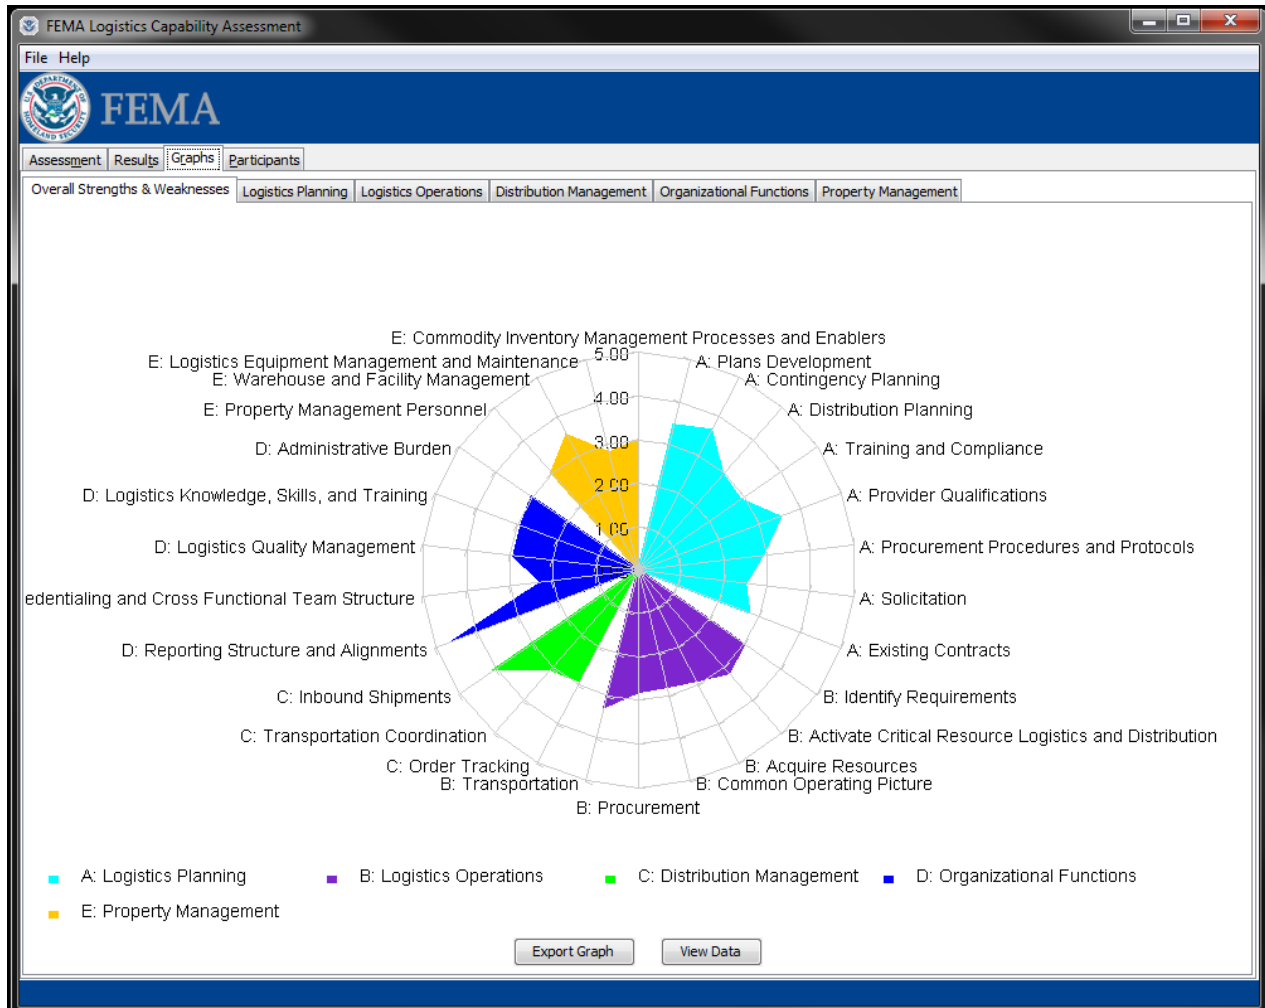 FEMA Logistics Capability Assessment
File Help
FEMA
Assessment Results Graphs Participants
Overall Strengths & Weaknesses Logistics Planning Logistics Operations Distribution Management Organizational Functions Property Management
E: Commodity Inventory Management Processes and Enablers
E: Logistics Equipment Management and Maintenance 5.00 A: Plans Development
E: Warehouse and Facility Management A: Contingency Planning
4.00
E: Property Management Personnel A: Distribution Planning
3.00
D: Administrative Burden A: Training and Compliance
2.00
D: Logistics Knowledge, Skills, and Training A: Provider Qualifications
1.00
D: Logistics Quality Management A: Procurement Procedures and Protocols
edentialing and Cross Functional Team Structure A: Solicitation
D: Reporting Structure and Alignments A: Existing Contracts
C: Inbound Shipments B: Identify Requirements
C: Transportation Coordination B: Activate Critical Resource Logistics and Distribution
C: Order Tracking B: Acquire Resources
B: Transportation B: Common Operating Picture
B: Procurement
A: Logistics Planning B: Logistics Operations C: Distribution Management D: Organizational Functions
E: Property Management
Export Graph View Data